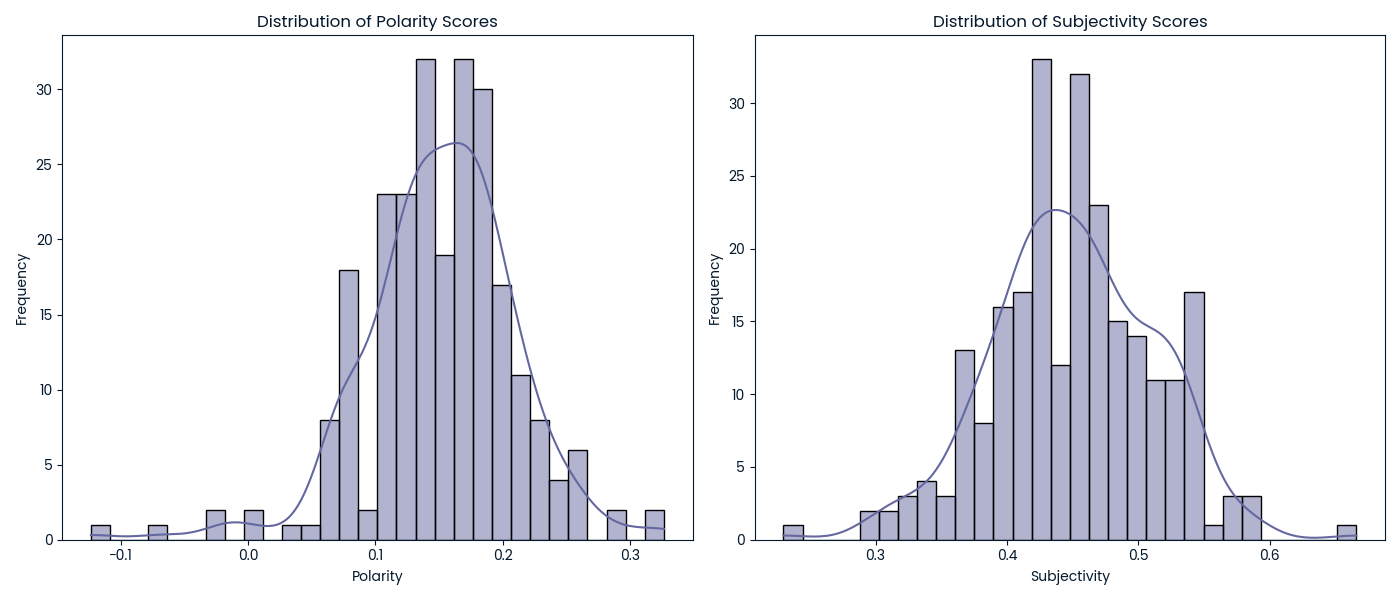 Distribution of Polarity Scores
Frequency
30
25
20
15
10
5
0
−0.1 0.0 0.1 0.2 0.3
Polarity
Distribution of Subjectivity Scores
Frequency
30
25
20
15
10
5
0
0.3 0.4 0.5 0.6
Subjectivity